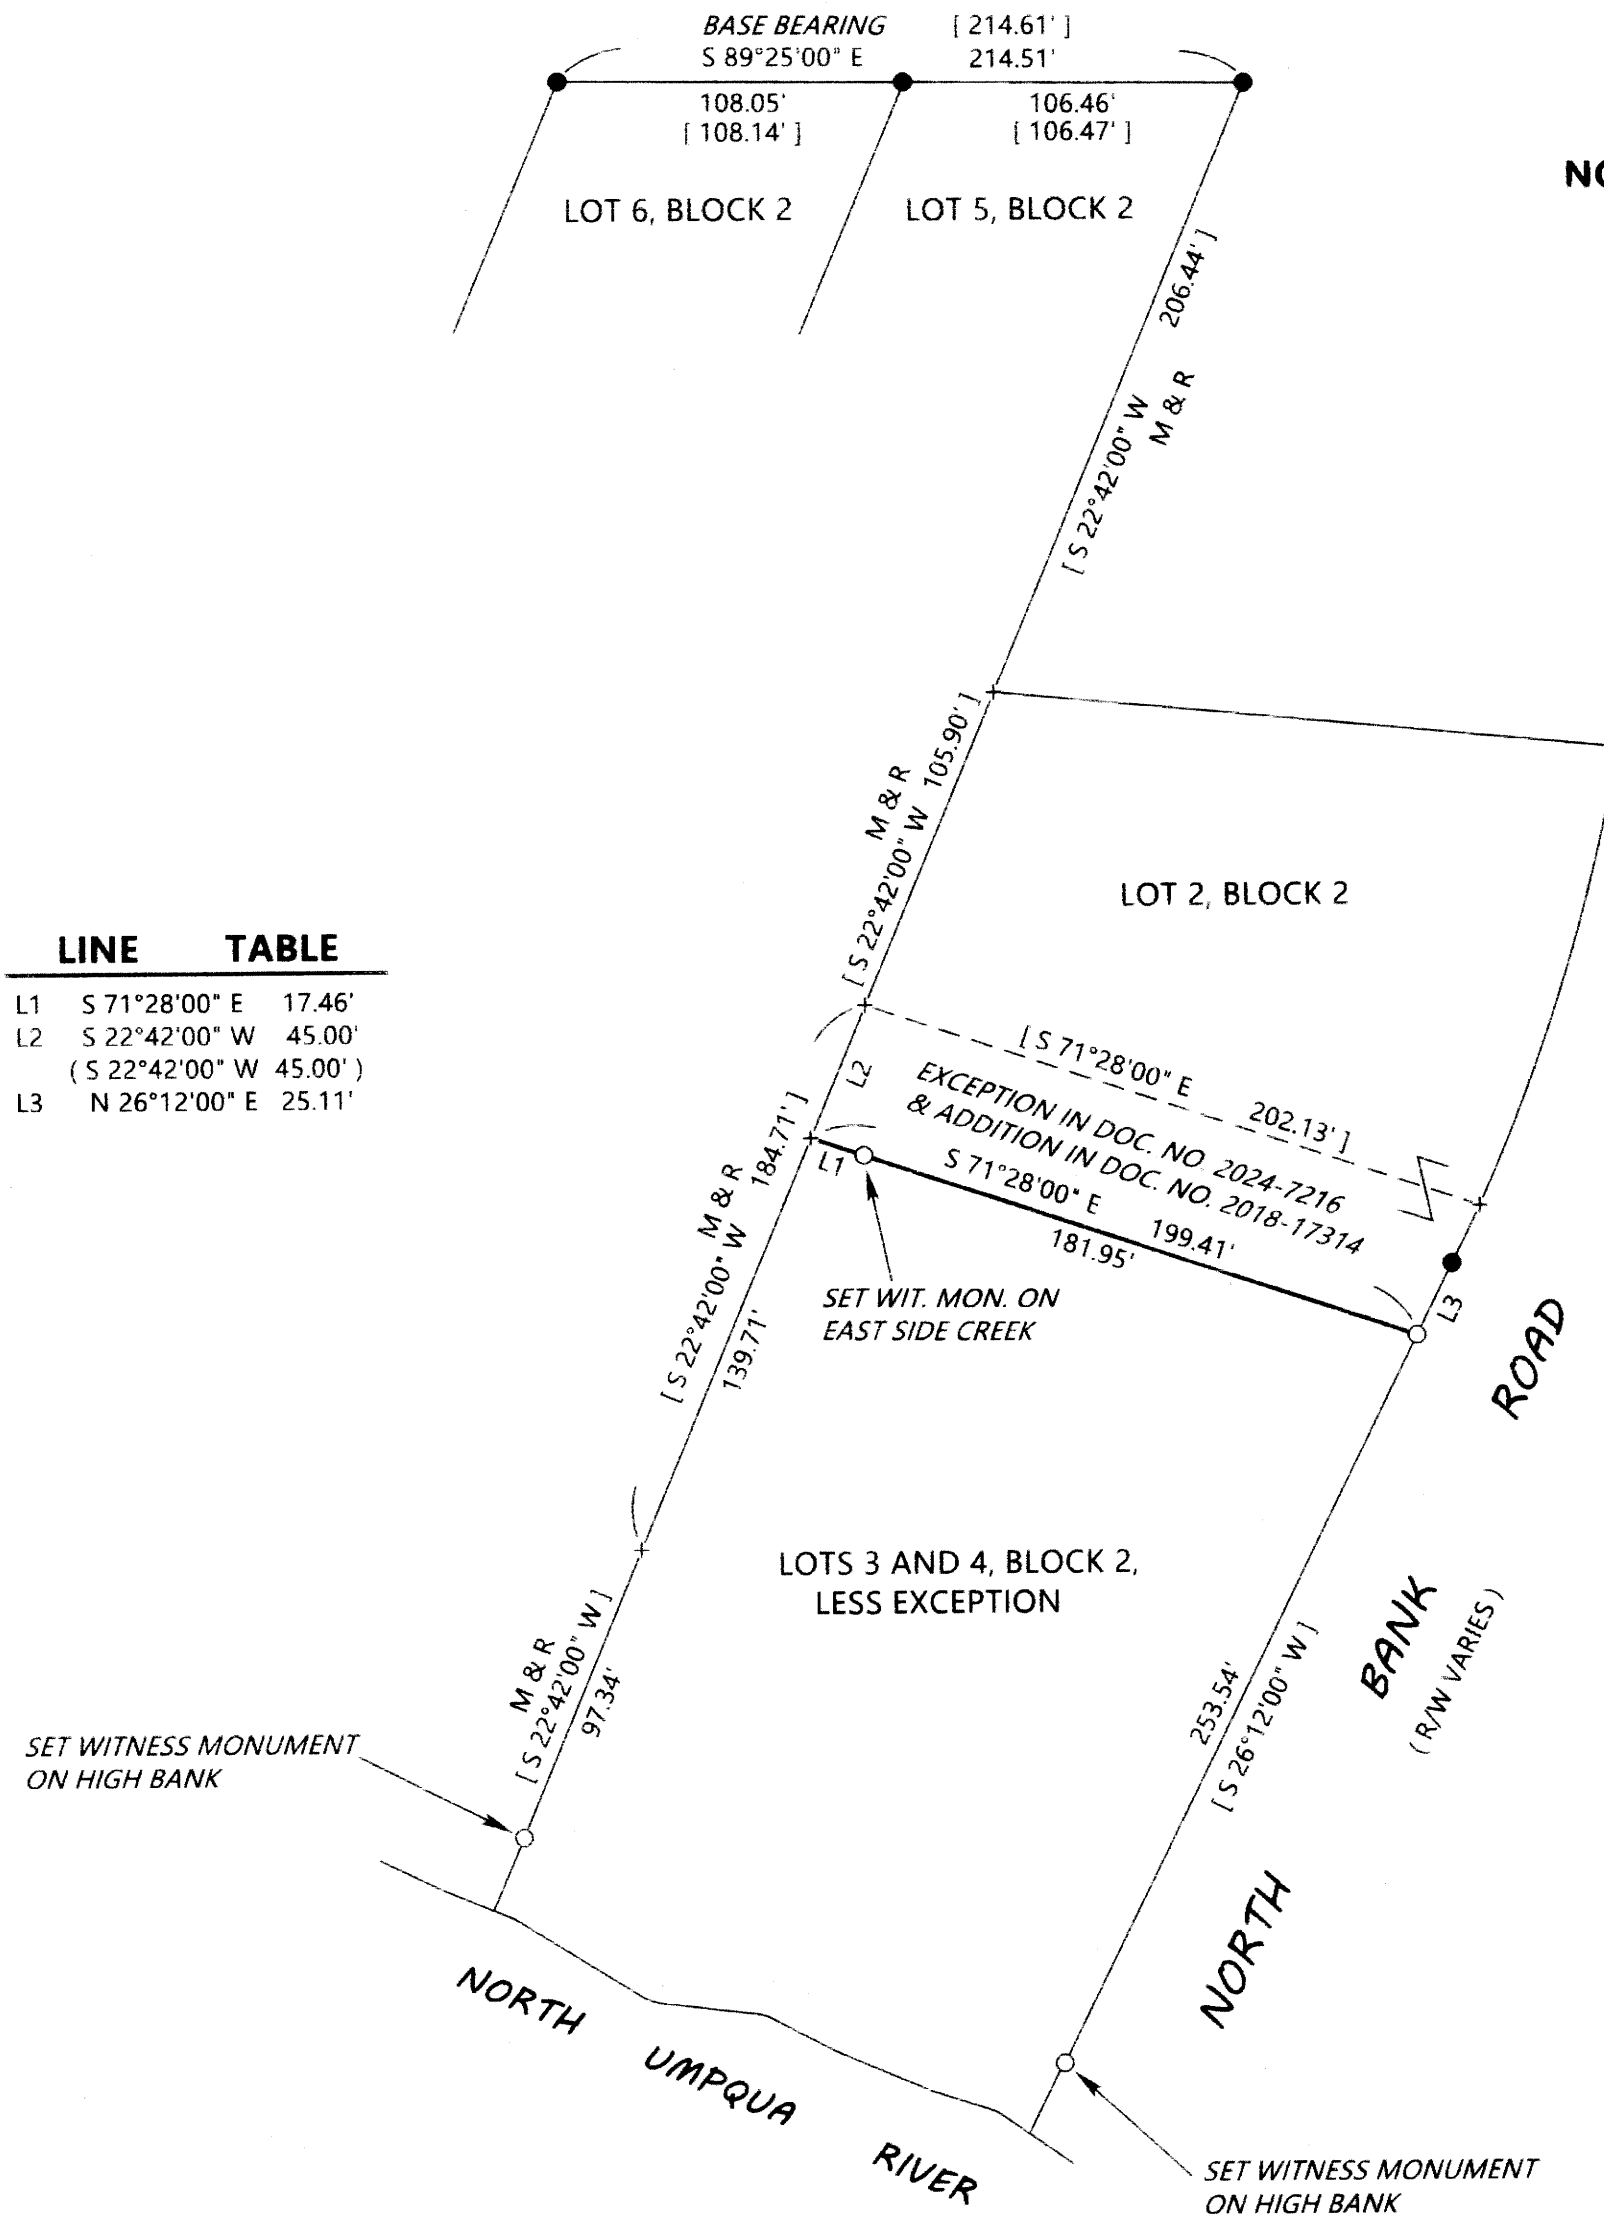 BASE BEARING [ 214.61' ]
S 89°25'00" E 214.51'
108.05'
[ 108.14' ]
106.46'
[ 106.47' ]
LOT 6, BLOCK 2
LOT 5, BLOCK 2
[ S 22°42'00" W 206.44' ]
M & R
M & R
[ S 22°42'00" W 105.90' ]
LOT 2, BLOCK 2
LINE TABLE
L1 S 71°28'00" E 17.46'
L2 S 22°42'00" W 45.00'
( S 22°42'00" W 45.00' )
L3 N 26°12'00" E 25.11'
[ S 71°28'00" E 202.13' ]
L2
EXCEPTION IN DOC. NO. 2024-7216
& ADDITION IN DOC. NO. 2018-17314
L1
S 71°28'00" E 199.41'
181.95'
M & R
[ S 22°42'00" W 184.71' ]
139.71'
SET WIT. MON. ON
EAST SIDE CREEK
L3
LOTS 3 AND 4, BLOCK 2,
LESS EXCEPTION
M & R
[ S 22°42'00" W ]
97.34'
253.54'
[ S 26°12'00" W ]
NORTH BANK ROAD
( R/W VARIES )
SET WITNESS MONUMENT
ON HIGH BANK
NORTH UMPQUA RIVER
SET WITNESS MONUMENT
ON HIGH BANK